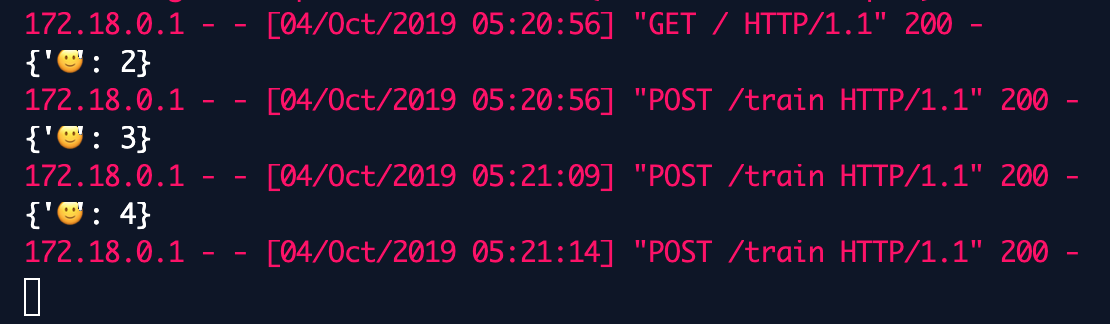 172.18.0.1 - - [04/Oct/2019 05:20:56] "GET / HTTP/1.1" 200 -
{'🙂': 2}
172.18.0.1 - - [04/Oct/2019 05:20:56] "POST /train HTTP/1.1" 200 -
{'🙂': 3}
172.18.0.1 - - [04/Oct/2019 05:21:09] "POST /train HTTP/1.1" 200 -
{'🙂': 4}
172.18.0.1 - - [04/Oct/2019 05:21:14] "POST /train HTTP/1.1" 200 -